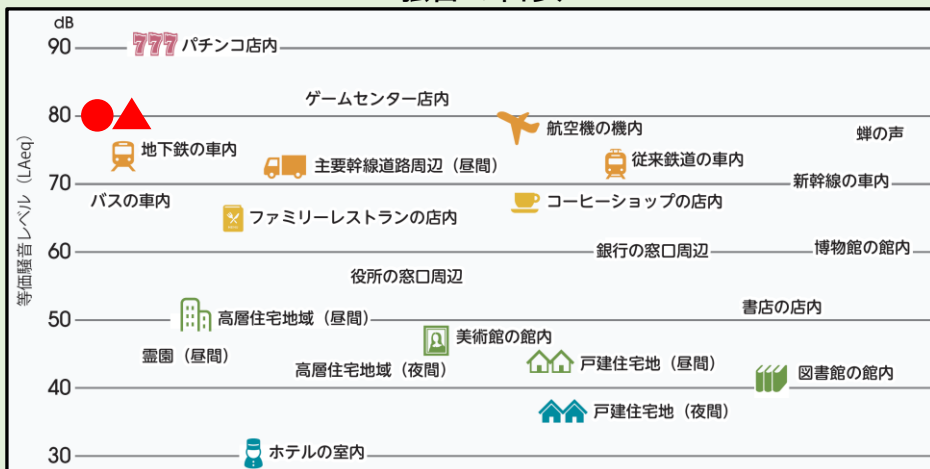 dB
90
777 パチンコ店内
ゲームセンター店内
80
航空機の機内
蝉の声
地下鉄の車内
主要幹線道路周辺（昼間）
従来鉄道の車内
70
新幹線の車内
バスの車内
コーヒーショップの店内
ファミリーレストランの店内
60
銀行の窓口周辺
博物館の館内
役所の窓口周辺
書店の店内
50
高層住宅地域（昼間）
美術館の館内
霊園（昼間）
高層住宅地域（夜間）
戸建住宅地（昼間）
図書館の館内
40
戸建住宅地（夜間）
30
ホテルの室内
等価騒音レベル（LAeq）